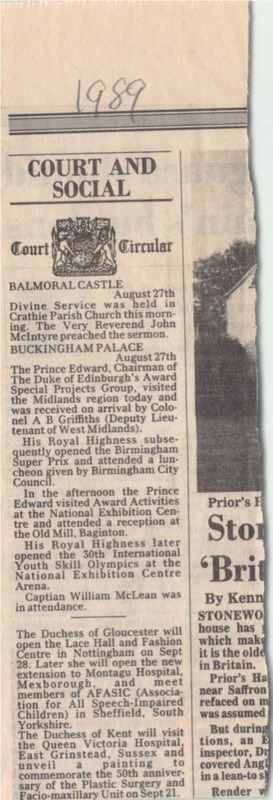 1989
COURT AND
SOCIAL
Court Circular
BALMORAL CASTLE
August 27th
Divine Service was held in
Crathie Parish Church this morn-
ing. The Very Reverend John
McIntyre preached the sermon.
BUCKINGHAM PALACE
August 27th
The Prince Edward, Chairman of
The Duke of Edinburgh's Award
Special Projects Group, visited
the Midlands region today and
was received on arrival by Colo-
nel A B Griffiths (Deputy Lieu-
tenant of West Midlands).
His Royal Highness subse-
quently opened the Birmingham
Super Prix and attended a lun-
cheon given by Birmingham City
Council.
In the afternoon the Prince
Edward visited Award Activities
at the National Exhibition Cen-
tre and attended a reception at
the Old Mill, Baginton.
His Royal Highness later
opened the 30th International
Youth Skill Olympics at the
National Exhibition Centre
Arena.
Captian William McLean was
in attendance.
The Duchess of Gloucester will
open the Lace Hall and Fashion
Centre in Nottingham on Sept
28. Later she will open the new
extension to Montagu Hospital,
Mexborough, and meet
members of AFASIC (Associa-
tion for All Speech-Impaired
Children) in Sheffield, South
Yorkshire.
The Duchess of Kent will visit
the Queen Victoria Hospital,
East Grinstead, Sussex and
unveil a painting to
commemorate the 50th anniver-
sary of the Plastic Surgery and
Facio-maxillary Unit on Sept 21.
Prior's
'Brit
By Kenn
STONEWO
house has
which make
it is the olde
in Britain.
Prior's Ha
near Saffron
refaced on m
was assumed
But during
tions, an E
inspector, Dr
covered Angl
in a lean-to s
Render w